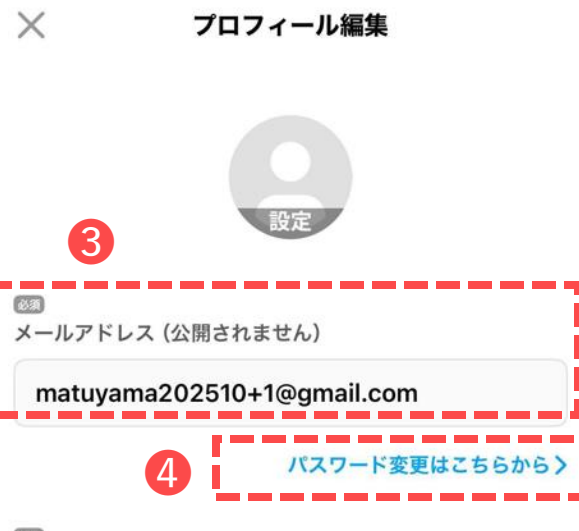 プロフィール編集
設定
3
必須
メールアドレス（公開されません）
matuyama202510+1@gmail.com
4
パスワード変更はこちらから